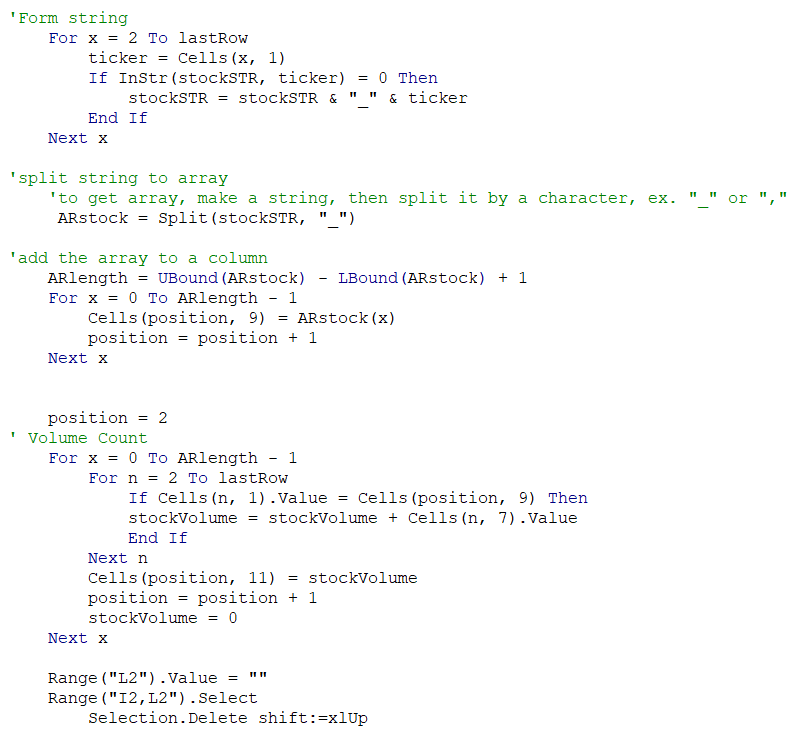 'Form string
    For x = 2 To lastRow
        ticker = Cells(x, 1)
        If InStr(stockSTR, ticker) = 0 Then
            stockSTR = stockSTR & "_" & ticker
        End If
    Next x

'split string to array
    'to get array, make a string, then split it by a character, ex. "_" or ","
     ARstock = Split(stockSTR, "_")

'add the array to a column
    ARlength = UBound(ARstock) - LBound(ARstock) + 1
    For x = 0 To ARlength - 1
        Cells(position, 9) = ARstock(x)
        position = position + 1
    Next x


    position = 2
' Volume Count
    For x = 0 To ARlength - 1
        For n = 2 To lastRow
            If Cells(n, 1).Value = Cells(position, 9) Then
            stockVolume = stockVolume + Cells(n, 7).Value
            End If
        Next n
        Cells(position, 11) = stockVolume
        position = position + 1
        stockVolume = 0
    Next x

    Range("L2").Value = ""
    Range("I2,L2").Select
        Selection.Delete shift:=xlUp